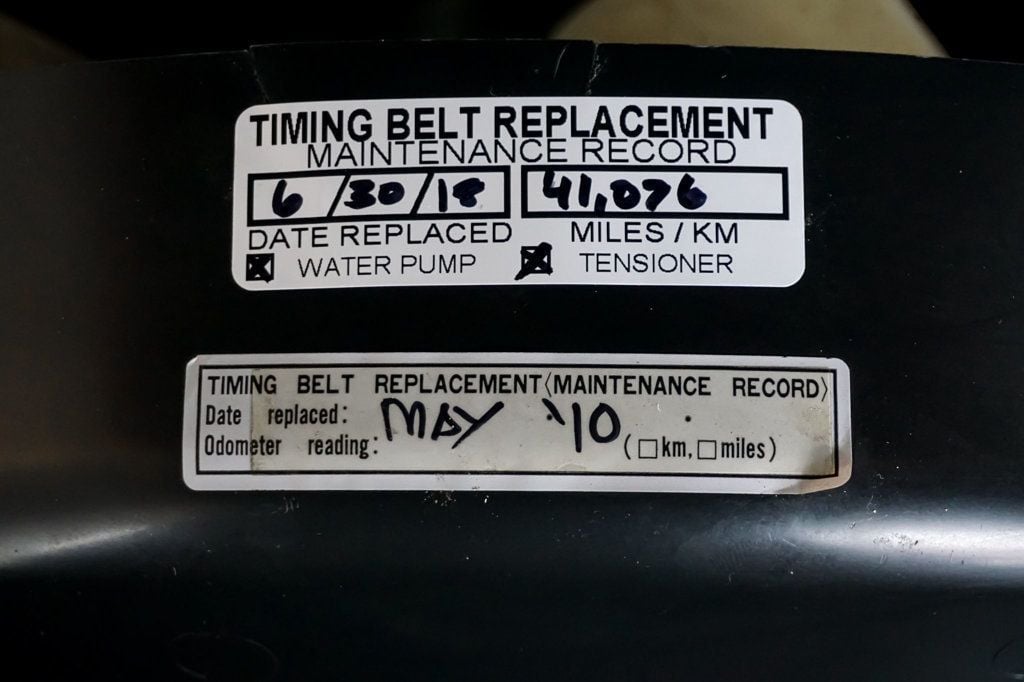 TIMING BELT REPLACEMENT
MAINTENANCE RECORD
6/30/18 41,076
DATE REPLACED MILES / KM
WATER PUMP TENSIONER
TIMING BELT REPLACEMENT (MAINTENANCE RECORD)
Date replaced: MAY '10
Odometer reading: (□km, □miles)